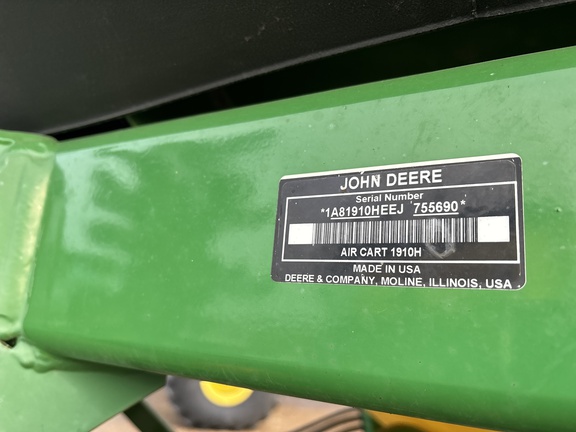 JOHN DEERE
Serial Number
*1A81910HEEJ 755690*
AIR CART 1910H
MADE IN USA
DEERE & COMPANY, MOLINE, ILLINOIS, USA